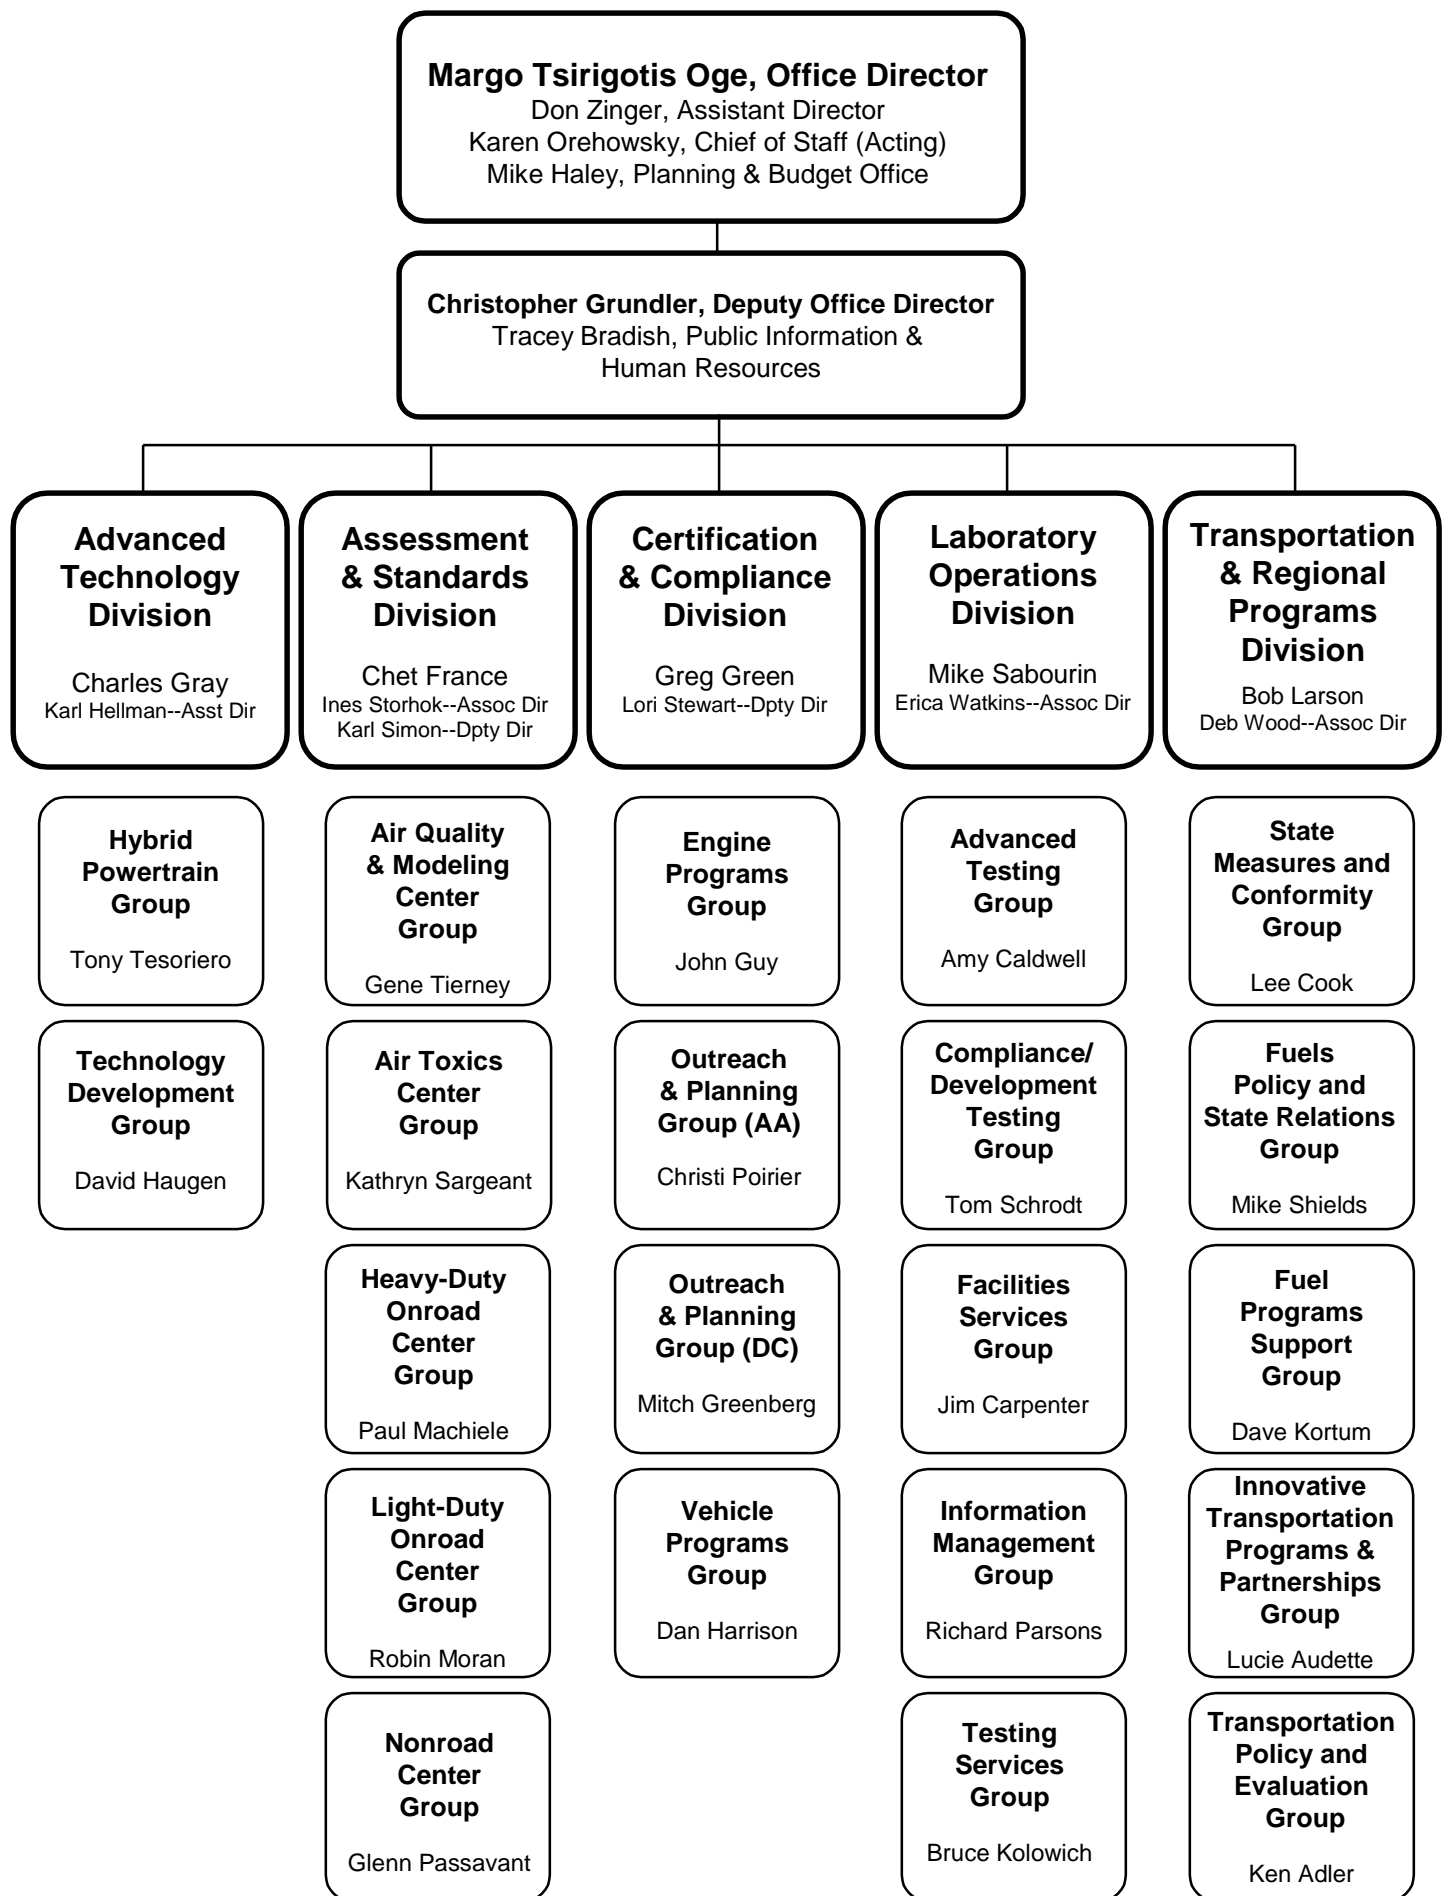 Margo Tsirigotis Oge, Office Director
Don Zinger, Assistant Director
Karen Orehowsky, Chief of Staff (Acting)
Mike Haley, Planning & Budget Office
Christopher Grundler, Deputy Office Director
Tracey Bradish, Public Information &
Human Resources
Advanced
Technology
Division
Charles Gray
Karl Hellman--Asst Dir
Assessment
& Standards
Division
Chet France
Ines Storhok--Assoc Dir
Karl Simon--Dpty Dir
Certification
& Compliance
Division
Greg Green
Lori Stewart--Dpty Dir
Laboratory
Operations
Division
Mike Sabourin
Erica Watkins--Assoc Dir
Transportation
& Regional
Programs
Division
Bob Larson
Deb Wood--Assoc Dir
Hybrid
Powertrain
Group
Tony Tesoriero
Air Quality
& Modeling
Center
Group
Gene Tierney
Engine
Programs
Group
John Guy
Advanced
Testing
Group
Amy Caldwell
State
Measures and
Conformity
Group
Lee Cook
Technology
Development
Group
David Haugen
Air Toxics
Center
Group
Kathryn Sargeant
Outreach
& Planning
Group (AA)
Christi Poirier
Compliance/
Development
Testing
Group
Tom Schrodt
Fuels
Policy and
State Relations
Group
Mike Shields
Heavy-Duty
Onroad
Center
Group
Paul Machiele
Outreach
& Planning
Group (DC)
Mitch Greenberg
Facilities
Services
Group
Jim Carpenter
Fuel
Programs
Support
Group
Dave Kortum
Light-Duty
Onroad
Center
Group
Robin Moran
Vehicle
Programs
Group
Dan Harrison
Information
Management
Group
Richard Parsons
Innovative
Transportation
Programs &
Partnerships
Group
Lucie Audette
Nonroad
Center
Group
Glenn Passavant
Testing
Services
Group
Bruce Kolowich
Transportation
Policy and
Evaluation
Group
Ken Adler